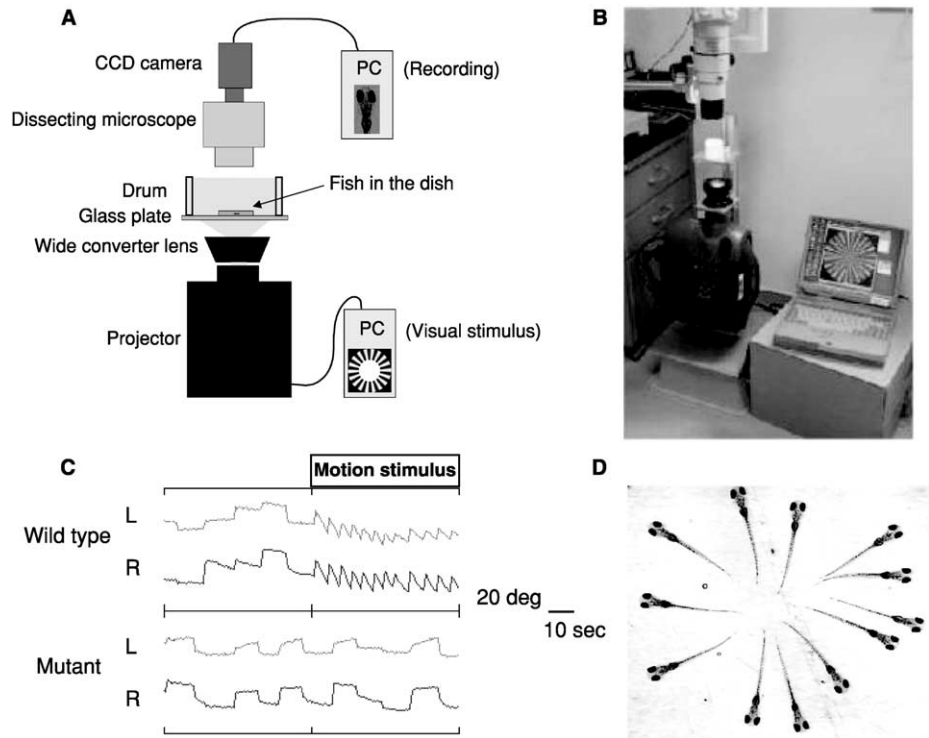 A
CCD camera
PC
(Recording)
Dissecting microscope
Drum
Fish in the dish
Glass plate
Wide converter lens
Projector
PC
(Visual stimulus)
B
C
Motion stimulus
Wild type
L
R
20 deg
10 sec
Mutant
L
R
D